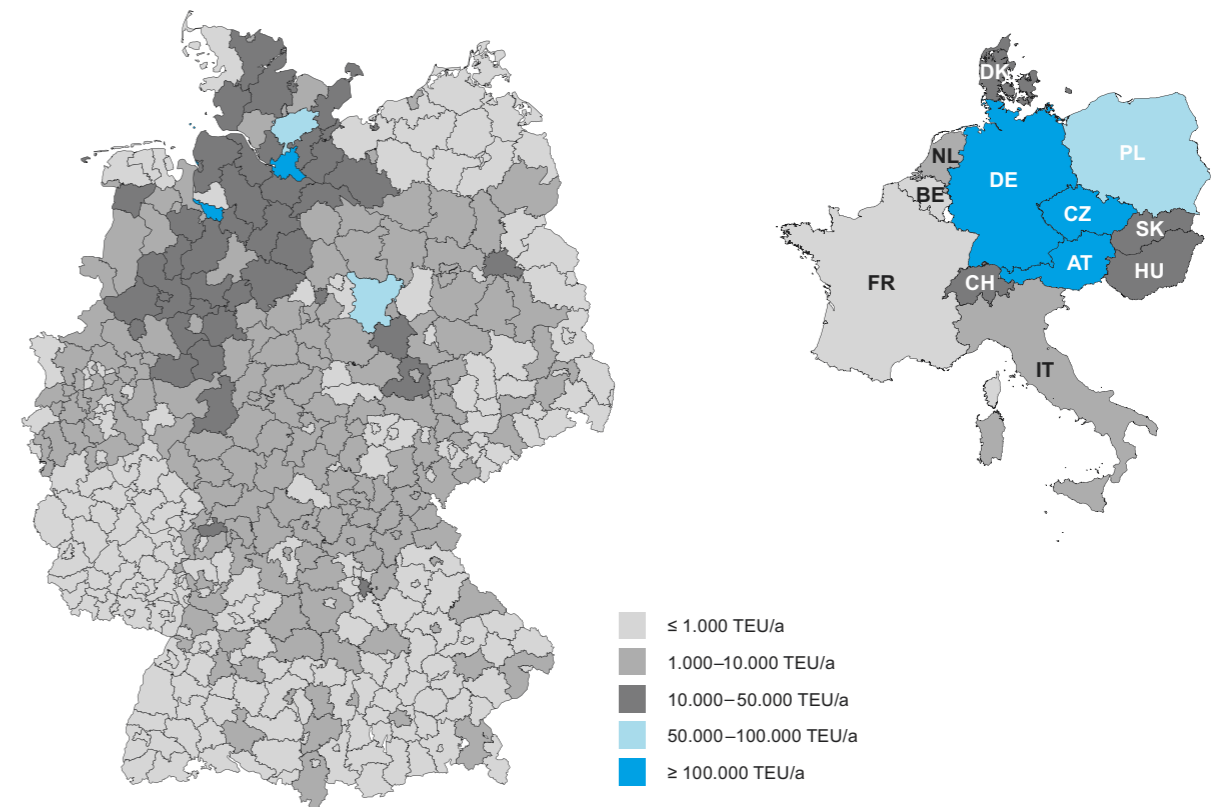 DK
NL
PL
BE
DE
CZ
SK
AT
HU
FR
CH
IT
≤ 1.000 TEU/a
1.000–10.000 TEU/a
10.000–50.000 TEU/a
50.000–100.000 TEU/a
≥ 100.000 TEU/a